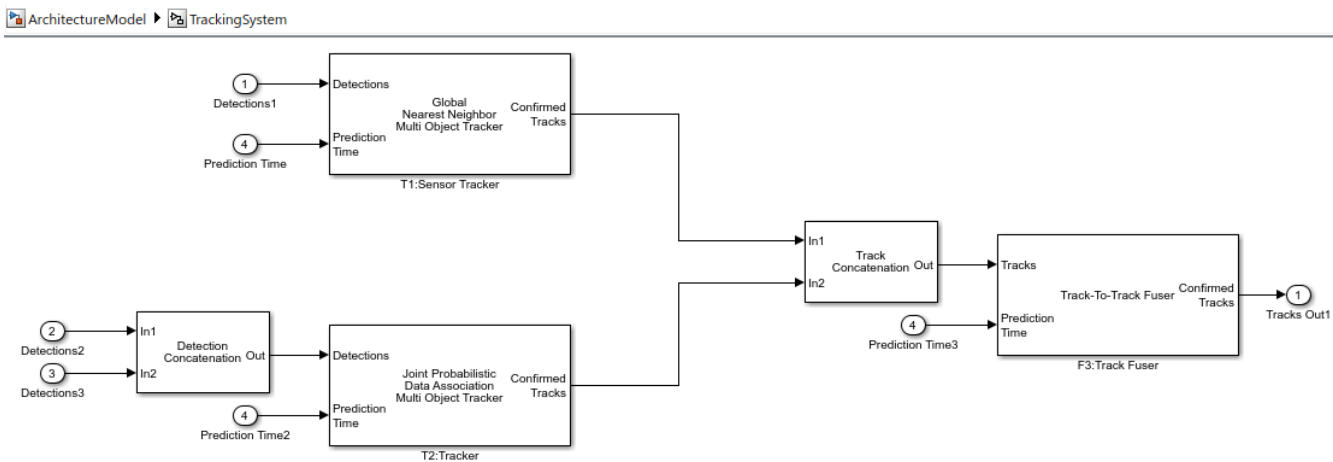 ArchitectureModel TrackingSystem
1
Detections1
4
Prediction Time
Detections
Prediction
Time
Global
Nearest Neighbor
Multi Object Tracker
Confirmed
Tracks
T1:Sensor Tracker
2
Detections2
3
Detections3
In1
In2
Detection
Concatenation
Out
4
Prediction Time2
Detections
Prediction
Time
Joint Probabilistic
Data Association
Multi Object Tracker
Confirmed
Tracks
T2:Tracker
In1
In2
Track
Concatenation
Out
4
Prediction Time3
Tracks
Prediction
Time
Track-To-Track Fuser
Confirmed
Tracks
F3:Track Fuser
1
Tracks Out1